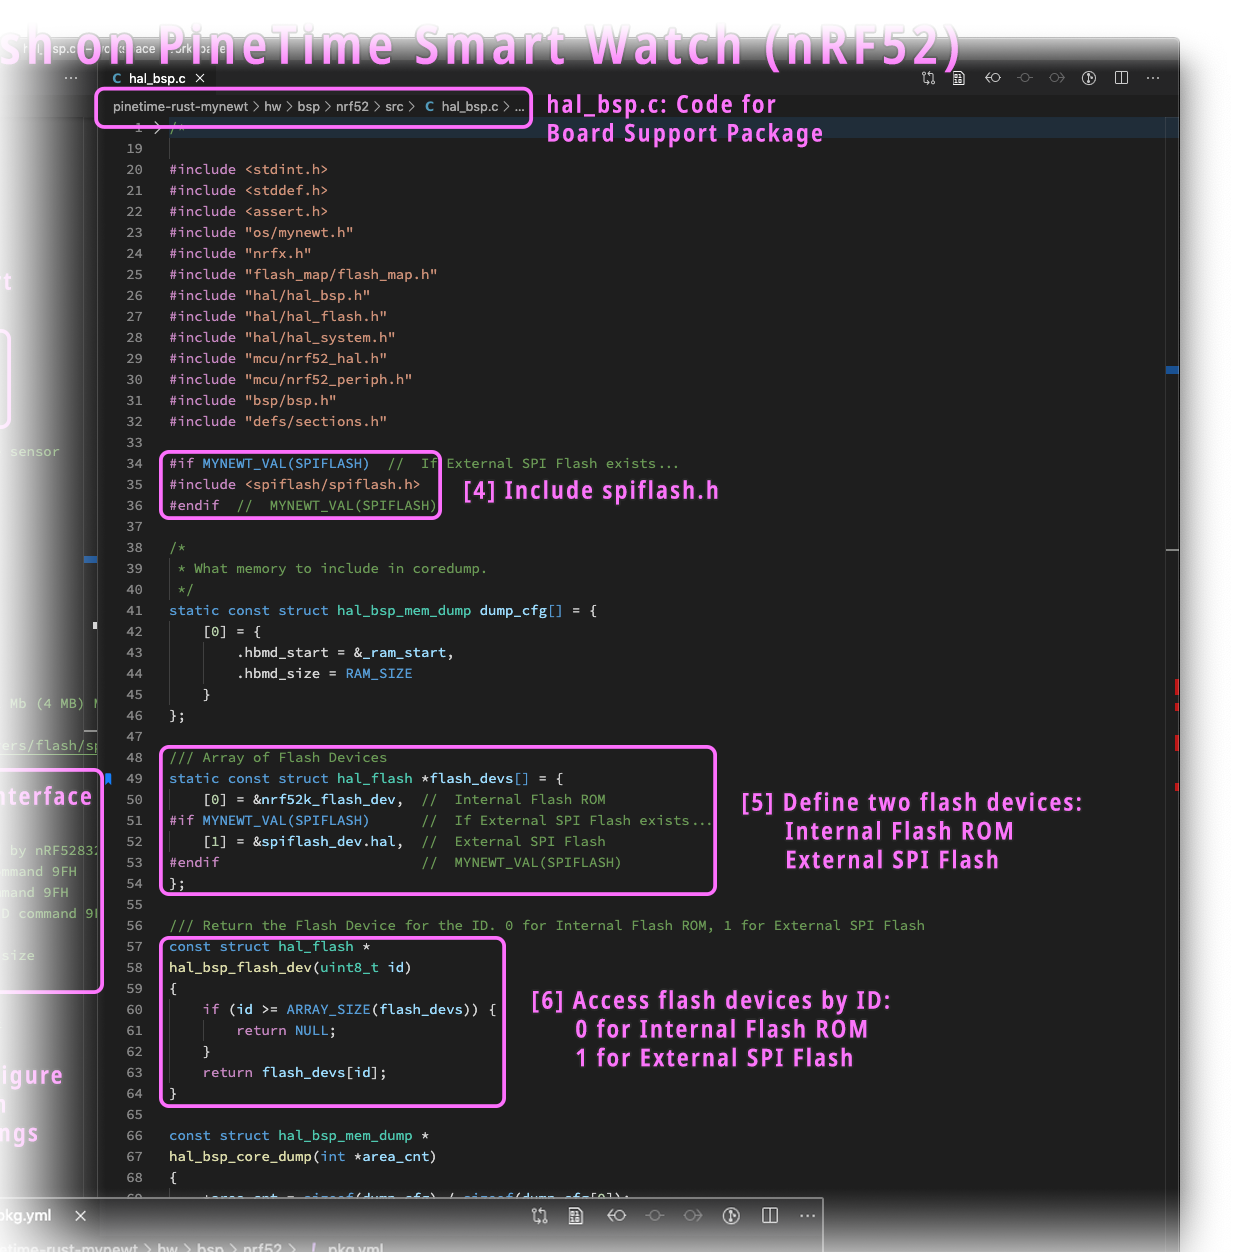 sh on PineTime Smart Watch (nRF52)
hal_bsp.c
pinetime-rust-mynewt > hw > bsp > nrf52 > src > C hal_bsp.c > ...
hal_bsp.c: Code for
Board Support Package
1 > /*
19
20 #include <stdint.h>
21 #include <stddef.h>
22 #include <assert.h>
23 #include "os/mynewt.h"
24 #include "nrfx.h"
25 #include "flash_map/flash_map.h"
26 #include "hal/hal_bsp.h"
27 #include "hal/hal_flash.h"
28 #include "hal/hal_system.h"
29 #include "mcu/nrf52_hal.h"
30 #include "mcu/nrf52_periph.h"
31 #include "bsp/bsp.h"
32 #include "defs/sections.h"
33
34 #if MYNEWT_VAL(SPIFLASH)  //  If External SPI Flash exists...
35 #include <spiflash/spiflash.h>
36 #endif  //  MYNEWT_VAL(SPIFLASH)
[4] Include spiflash.h
37
38 /*
39  * What memory to include in coredump.
40  */
41 static const struct hal_bsp_mem_dump dump_cfg[] = {
42     [0] = {
43         .hbmd_start = &_ram_start,
44         .hbmd_size = RAM_SIZE
45     }
46 };
47
48 /// Array of Flash Devices
49 static const struct hal_flash *flash_devs[] = {
50     [0] = &nrf52k_flash_dev,  //  Internal Flash ROM
51 #if MYNEWT_VAL(SPIFLASH)      //  If External SPI Flash exists...
52     [1] = &spiflash_dev.hal,  //  External SPI Flash
53 #endif                        //  MYNEWT_VAL(SPIFLASH)
54 };
[5] Define two flash devices:
Internal Flash ROM
External SPI Flash
55
56 /// Return the Flash Device for the ID. 0 for Internal Flash ROM, 1 for External SPI Flash
57 const struct hal_flash *
58 hal_bsp_flash_dev(uint8_t id)
59 {
60     if (id >= ARRAY_SIZE(flash_devs)) {
61         return NULL;
62     }
63     return flash_devs[id];
64 }
[6] Access flash devices by ID:
0 for Internal Flash ROM
1 for External SPI Flash
65
66 const struct hal_bsp_mem_dump *
67 hal_bsp_core_dump(int *area_cnt)
68 {
69     *area_cnt = sizeof(dump_cfg) / sizeof(dump_cfg[0]);
sensor
Mb (4 MB)
ers/flash/sp
nterface
by nRF52832
mmand 9FH
mand 9FH
D command 9
size
igure
ngs
pkg.yml
time-rust-mynewt > hw > bsp > nrf52 > ! pkg.yml